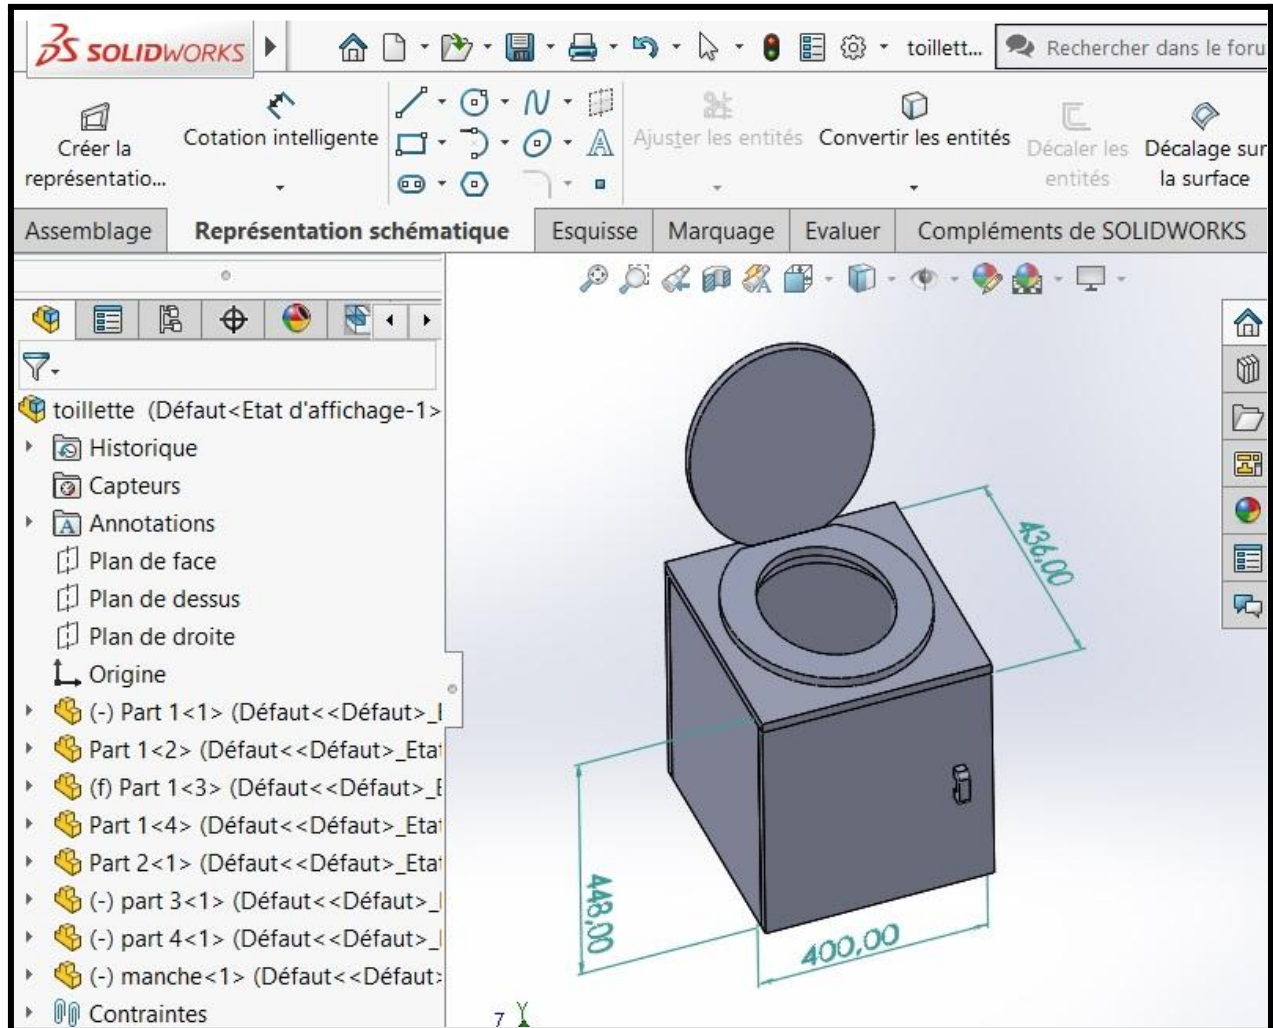 SOLIDWORKS
toillett...
Rechercher dans le foru
Créer la
représentatio...
Cotation intelligente
Ajuster les entités
Convertir les entités
Décaler les
entités
Décalage sur
la surface
Assemblage
Représentation schématique
Esquisse
Marquage
Evaluer
Compléments de SOLIDWORKS
toillette (Défaut<Etat d'affichage-1>
Historique
Capteurs
Annotations
Plan de face
Plan de dessus
Plan de droite
Origine
(-) Part 1<1> (Défaut<<Défaut>_E
Part 1<2> (Défaut<<Défaut>_Etat
(f) Part 1<3> (Défaut<<Défaut>_E
Part 1<4> (Défaut<<Défaut>_Etat
Part 2<1> (Défaut<<Défaut>_Etat
(-) part 3<1> (Défaut<<Défaut>_
(-) part 4<1> (Défaut<<Défaut>_
(-) manche<1> (Défaut<<Défaut>
Contraintes
436,00
448,00
400,00
Y